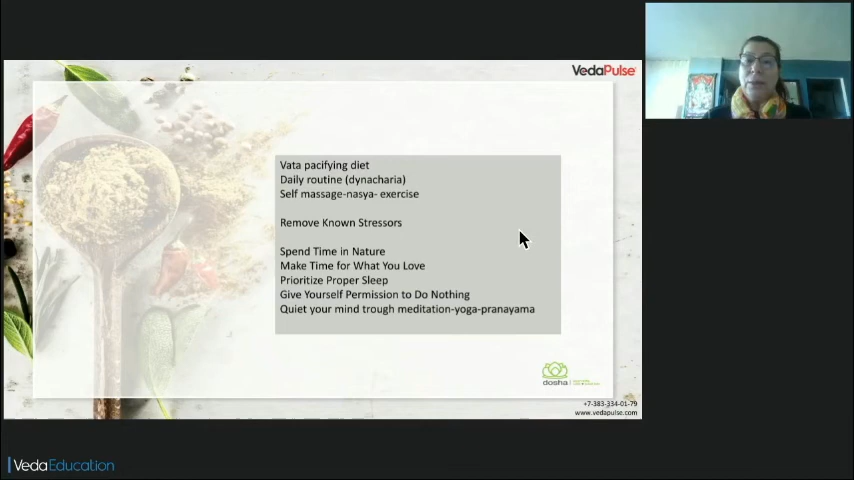 VedaPulse
Vata pacifying diet
Daily routine (dynacharia)
Self massage-nasya- exercise
Remove Known Stressors
Spend Time in Nature
Make Time for What You Love
Prioritize Proper Sleep
Give Yourself Permission to Do Nothing
Quiet your mind trough meditation-yoga-pranayama
dosha
+7-383-334-01-79
www.vedapulse.com
VedaEducation